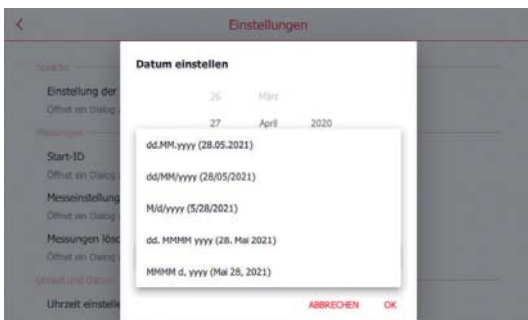 Einstellungen
Sprache
Datum einstellen
Einstellung der
Öffnet ein Dialog
26 März
27 April 2020
Messungen
dd.MM.yyyy (28.05.2021)
Start-ID
dd/MM/yyyy (28/05/2021)
Öffnet ein Dialog
Messeinstellung
M/d/yyyy (5/28/2021)
Öffnet ein Dialog
Messungen lösc
dd. MMMM yyyy (28. Mai 2021)
Öffnet ein Dialog
MMMM d, yyyy (Mai 28, 2021)
Uhrzeit und Datum
Uhrzeit einstelle
ABBRECHEN OK